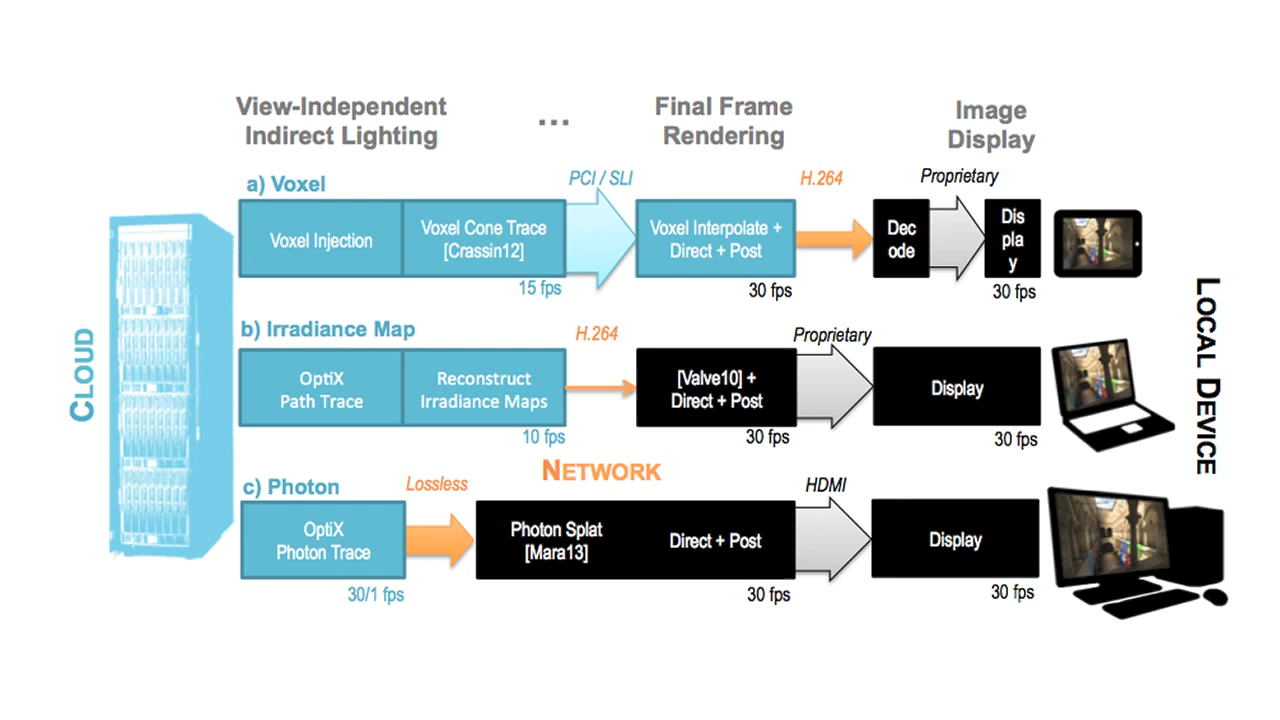 View-Independent
Indirect Lighting
...
Final Frame
Rendering
Image
Display
a) Voxel
PCI / SLI
H.264
Proprietary
Voxel Injection
Voxel Cone Trace
[Crassin12]
Voxel Interpolate +
Direct + Post
Dec
ode
Dis
pla
y
15 fps
30 fps
30 fps
CLOUD
LOCAL DEVICE
b) Irradiance Map
H.264
Proprietary
OptiX
Path Trace
Reconstruct
Irradiance Maps
[Valve10] +
Direct + Post
Display
10 fps
30 fps
30 fps
NETWORK
c) Photon
Lossless
HDMI
OptiX
Photon Trace
Photon Splat
[Mara13]
Direct + Post
Display
30/1 fps
30 fps
30 fps